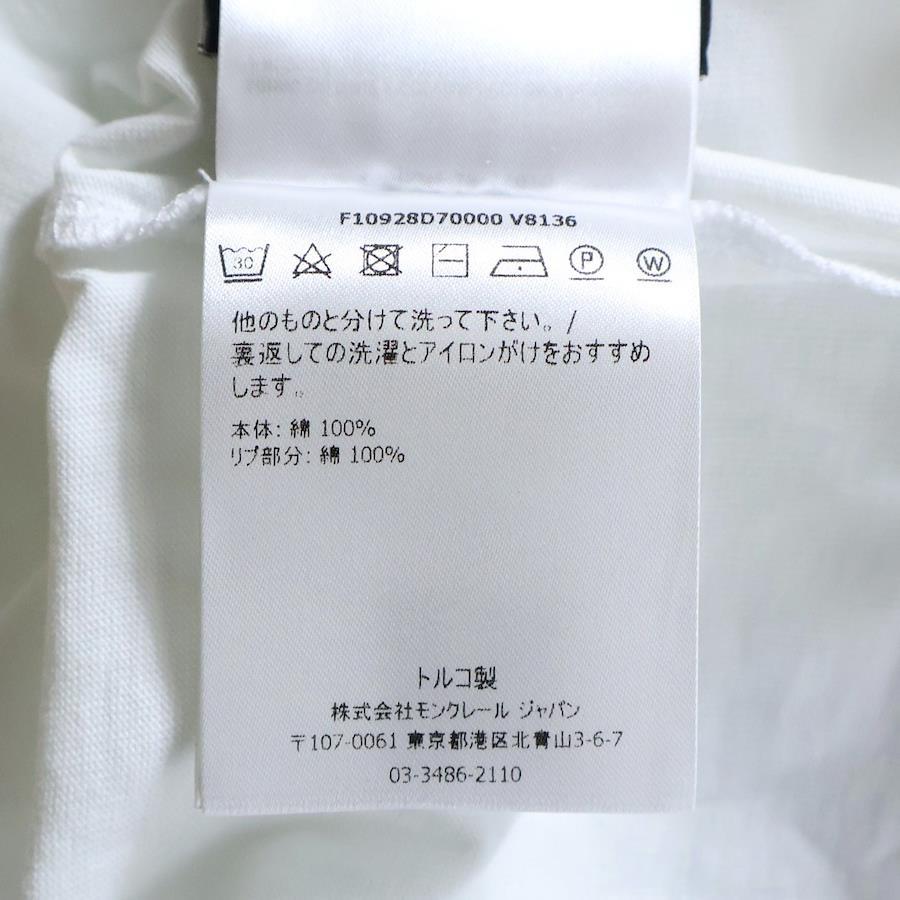 F10928D70000 V8136
30
P
W
他のものと分けて洗って下さい。/
裏返しての洗濯とアイロンがけをおすすめ
します。
本体: 綿 100%
リブ部分: 綿 100%
トルコ製
株式会社モンクレール ジャパン
〒107-0061 東京都港区北青山3-6-7
03-3486-2110